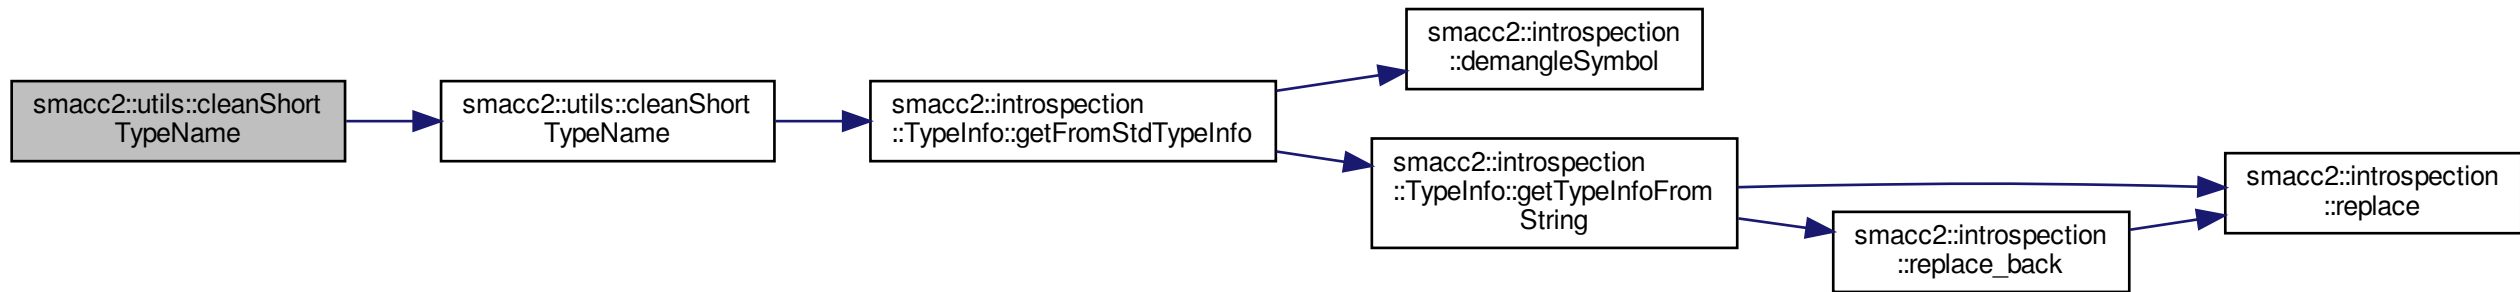 smacc2::utils::cleanShort
TypeName
smacc2::utils::cleanShort
TypeName
smacc2::introspection
::TypeInfo::getFromStdTypeInfo
smacc2::introspection
::demangleSymbol
smacc2::introspection
::TypeInfo::getTypeInfoFrom
String
smacc2::introspection
::replace_back
smacc2::introspection
::replace